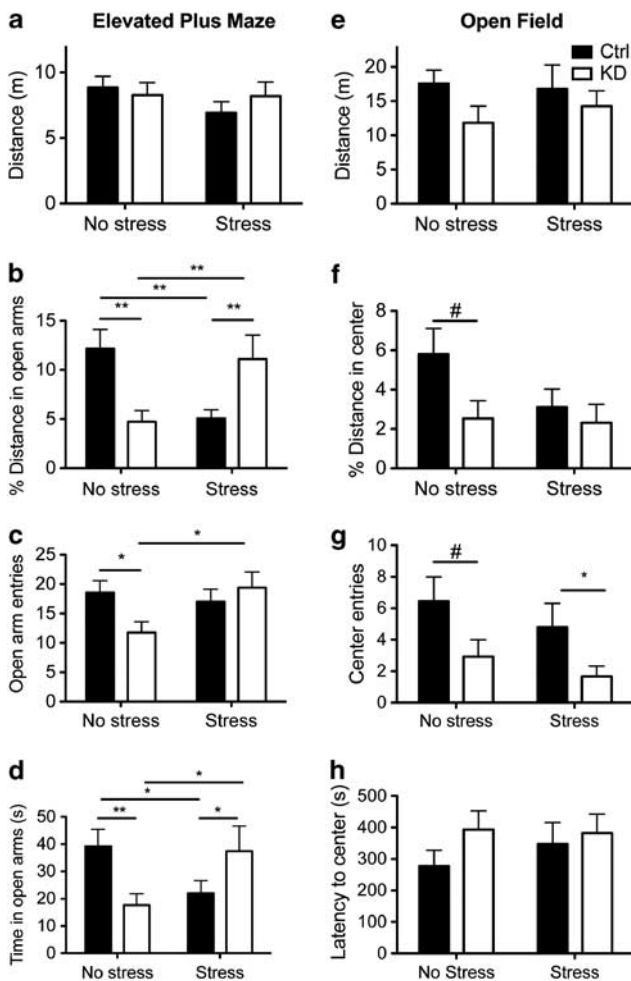 a
Elevated Plus Maze
Distance (m)
10
5
0
No stress
Stress
b
% Distance in open arms
15
10
5
0
**
**
**
**
No stress
Stress
c
Open arm entries
25
20
15
10
5
0
*
*
No stress
Stress
d
Time in open arms (s)
50
40
30
20
10
0
*
*
**
*
No stress
Stress
e
Open Field
Ctrl
KD
Distance (m)
20
15
10
5
0
No stress
Stress
f
% Distance in center
8
6
4
2
0
#
No stress
Stress
g
Center entries
8
6
4
2
0
#
*
No stress
Stress
h
Latency to center (s)
500
400
300
200
100
0
No Stress
Stress